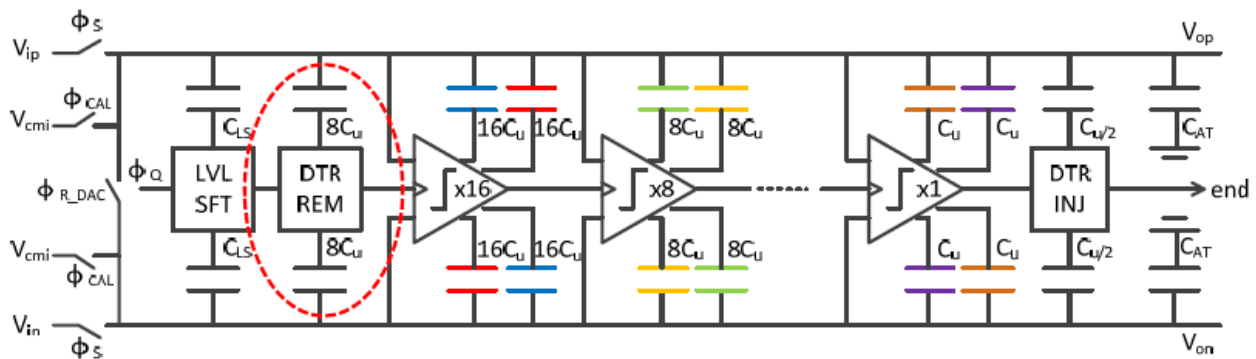 ϕS
Vip
Vop
ϕCAL
Vcmi
CLS
8Cu
16Cu 16Cu
8Cu 8Cu
Cu Cu
Cu/2
CAT
ϕQ
ϕR_DAC
LVL
SFT
DTR
REM
x16
x8
x1
DTR
INJ
end
Vcmi
ϕCAL
CLS
8Cu
16Cu 16Cu
8Cu 8Cu
Cu Cu
Cu/2
CAT
Vin
Von
ϕS